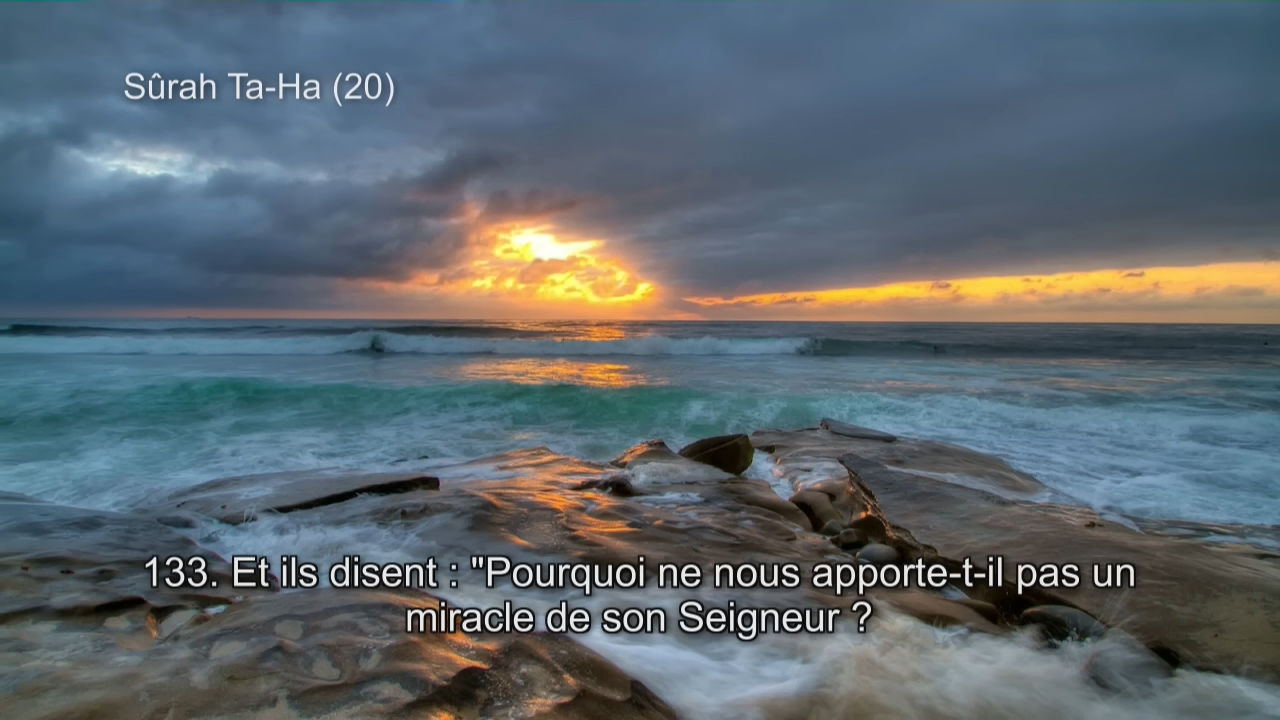 Sûrah Ta-Ha (20)
133. Et ils disent : "Pourquoi ne nous apporte-t-il pas un
miracle de son Seigneur ?